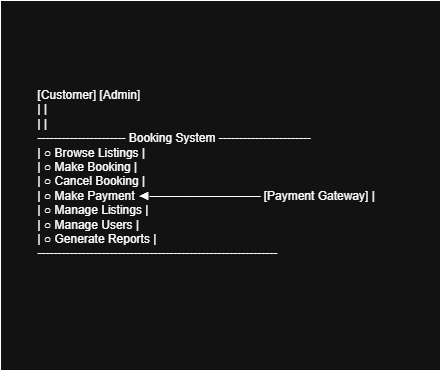 [Customer] [Admin]
| |
| |
---------------------- Booking System -----------------------
| o Browse Listings |
| o Make Booking |
| o Cancel Booking |
| o Make Payment ◄──────────── [Payment Gateway] |
| o Manage Listings |
| o Manage Users |
| o Generate Reports |
------------------------------------------------------------